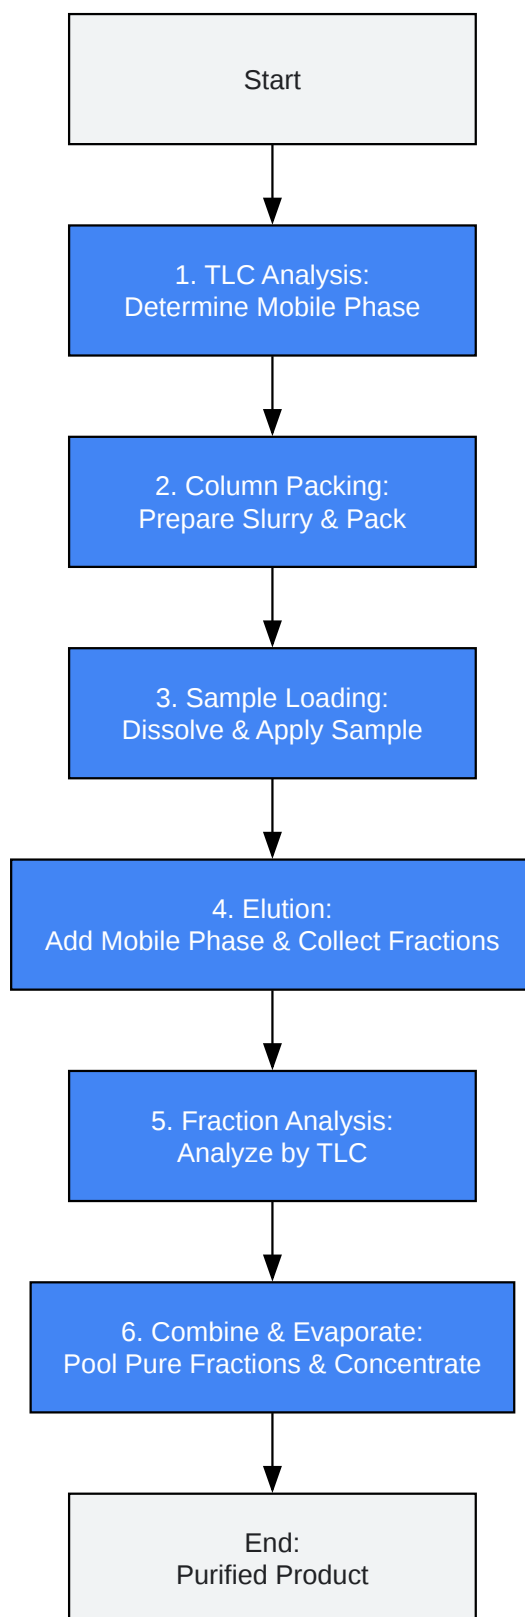 Start
1. TLC Analysis:
Determine Mobile Phase
2. Column Packing:
Prepare Slurry & Pack
3. Sample Loading:
Dissolve & Apply Sample
4. Elution:
Add Mobile Phase & Collect Fractions
5. Fraction Analysis:
Analyze by TLC
6. Combine & Evaporate:
Pool Pure Fractions & Concentrate
End:
Purified Product